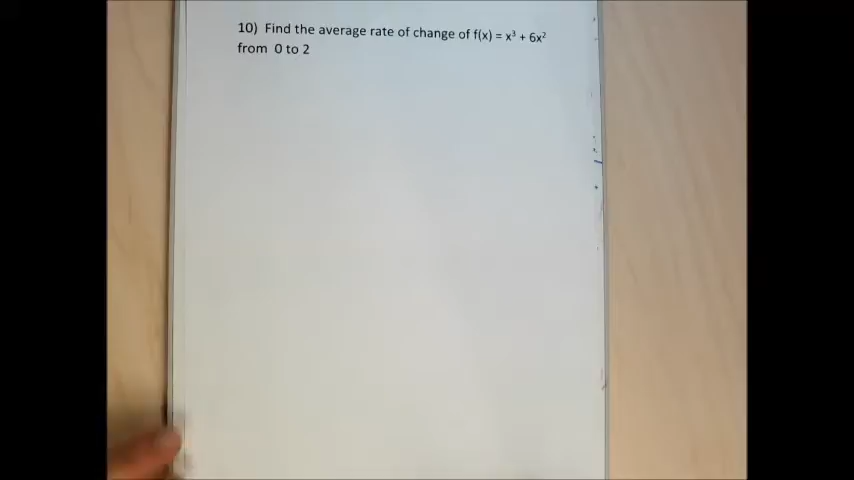 10) Find the average rate of change of f(x) = x³ + 6x²
from 0 to 2